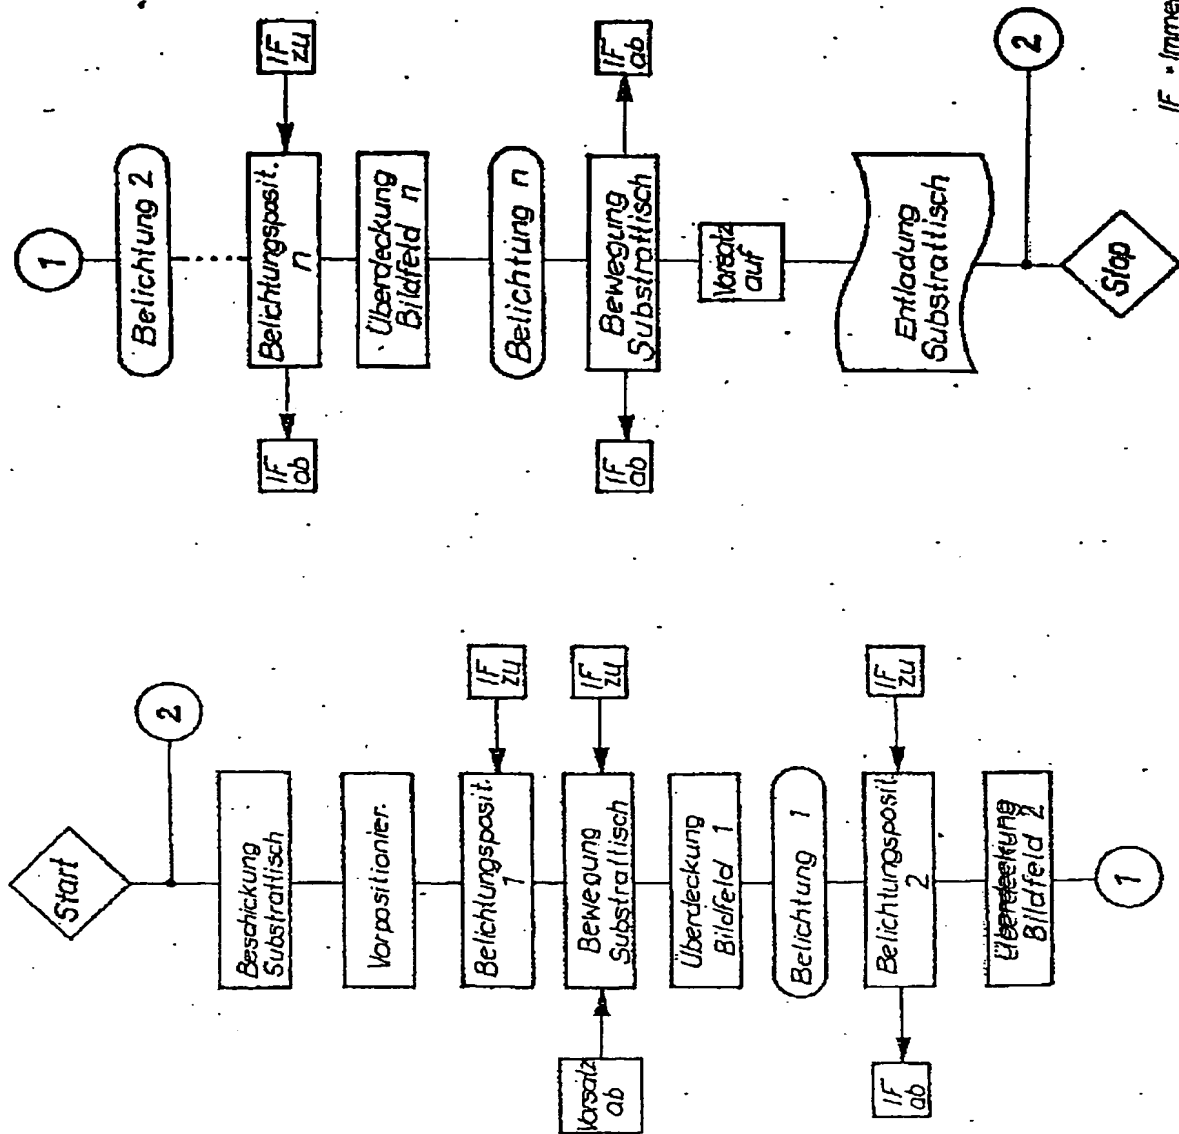 Start
2
Beschickung
Substrattisch
Vorpositionier.
Belichtungsposit.
1
IF
zu
Bewegung
Substrattisch
IF
zu
Vorsatz
ab
Überdeckung
Bildfeld 1
Belichtung 1
Belichtungsposit.
2
IF
zu
IF
ab
Überdeckung
Bildfeld 2
1
1
Belichtung 2
Belichtungsposit.
n
IF
zu
IF
ab
Überdeckung
Bildfeld n
Belichtung n
Bewegung
Substrattisch
IF
ab
IF
ab
Vorsatz
auf
Entladung
Substrattisch
2
Stop
IF =